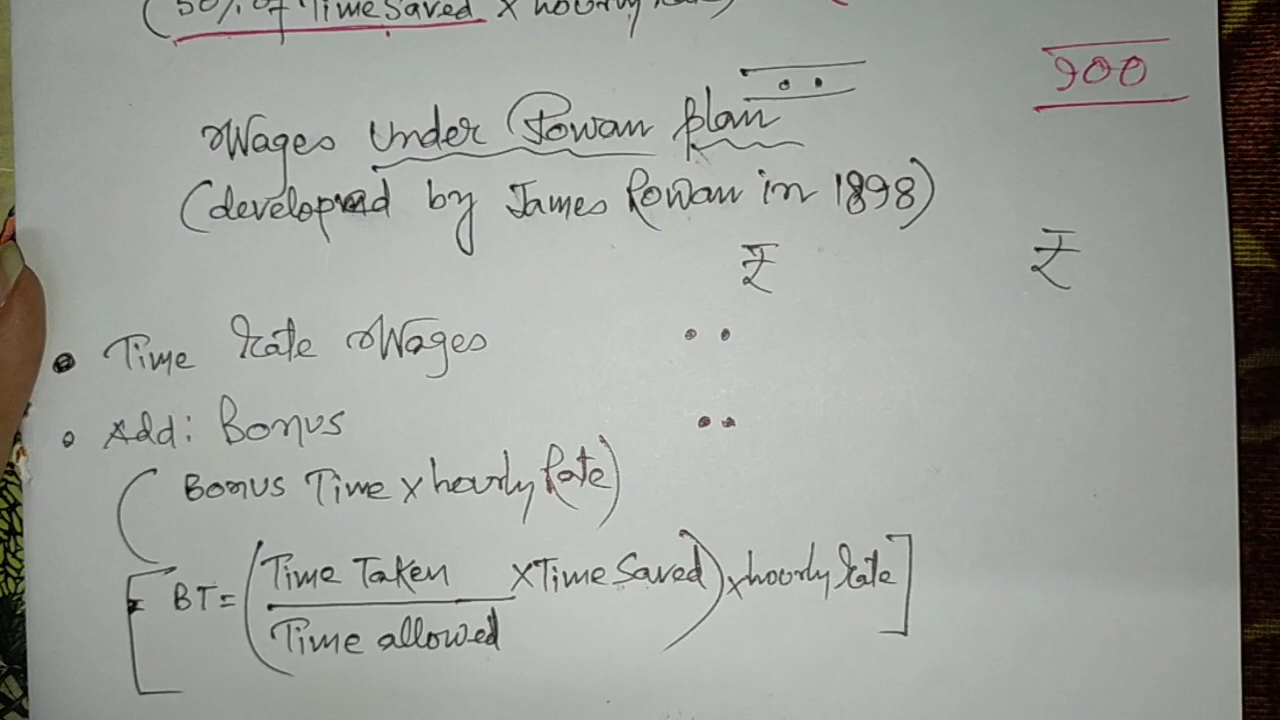 (50% of Time Saved x hourly Rate)
900
Wages Under Rowan plan
(developed by James Rowan in 1898)
₹ ₹
• Time Rate Wages
• Add: Bonus
(Bonus Time x hourly Rate)
[BT = (Time Taken / Time allowed x Time Saved) x hourly Rate]